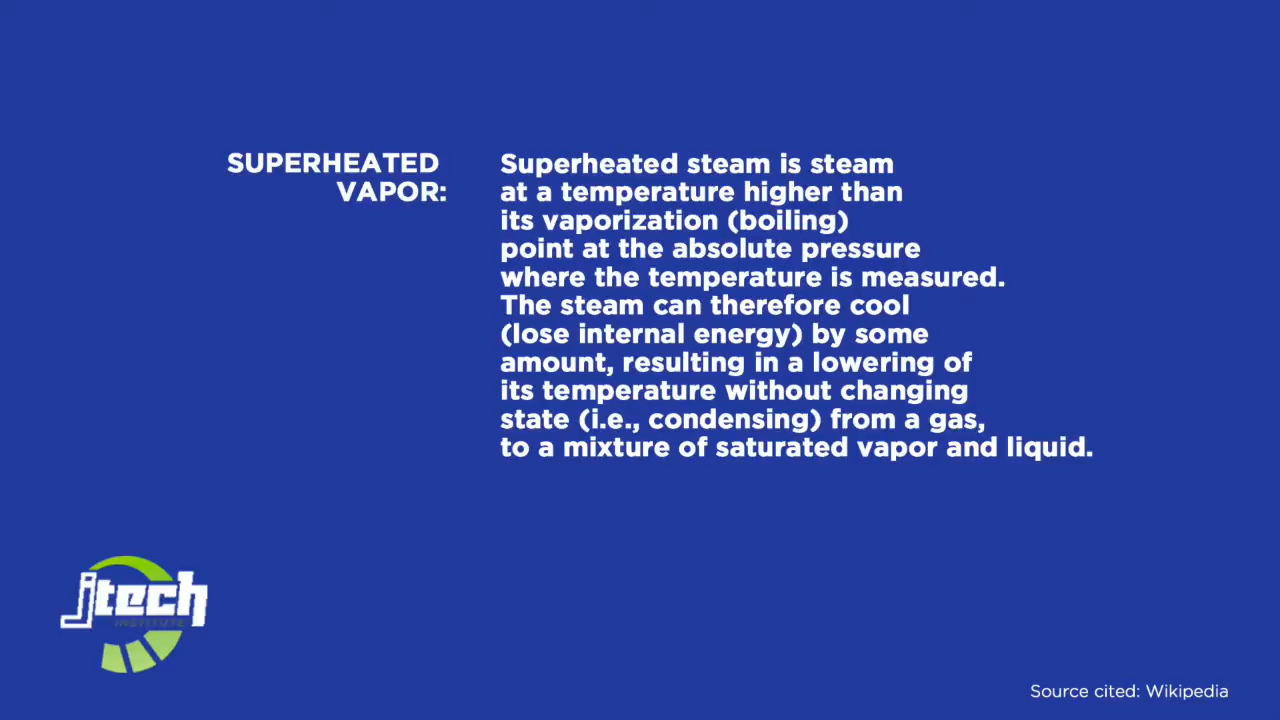 SUPERHEATED
VAPOR:
Superheated steam is steam
at a temperature higher than
its vaporization (boiling)
point at the absolute pressure
where the temperature is measured.
The steam can therefore cool
(lose internal energy) by some
amount, resulting in a lowering of
its temperature without changing
state (i.e., condensing) from a gas,
to a mixture of saturated vapor and liquid.
jtech
INSTITUTE
Source cited: Wikipedia